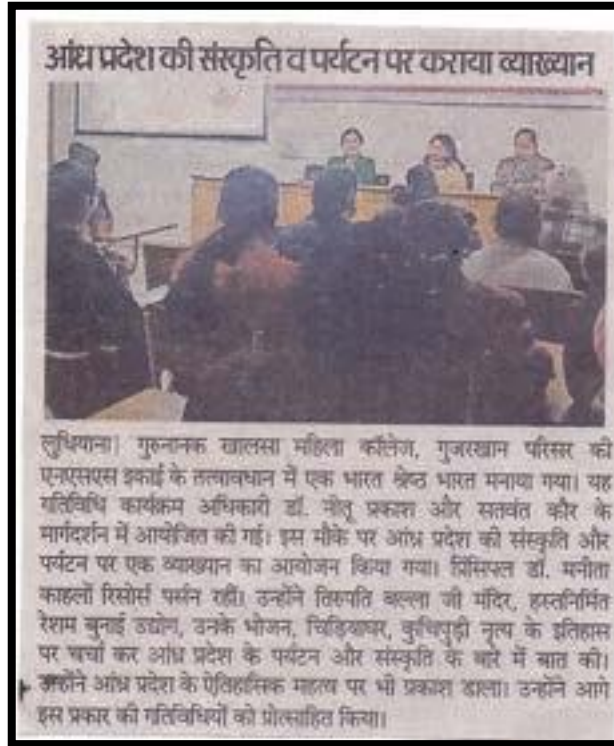 आंध्र प्रदेश की संस्कृति व पर्यटन पर कराया व्याख्यान
लुधियाना। गुरुनानक खालसा महिला कॉलेज, गुजरखान परिसर की
एनएसएस इकाई के तत्वावधान में एक भारत श्रेष्ठ भारत मनाया गया। यह
गतिविधि कार्यक्रम अधिकारी डॉ. नीतू प्रकाश और सतवंत कौर के
मार्गदर्शन में आयोजित की गई। इस मौके पर आंध्र प्रदेश की संस्कृति और
पर्यटन पर एक व्याख्यान का आयोजन किया गया। प्रिंसिपल डॉ. मनीता
काहलों रिसोर्स पर्सन रहीं। उन्होंने तिरुपति बल्ला जी मंदिर, हस्तनिर्मित
रेशम बुनाई उद्योग, उनके भोजन, चिड़ियाघर, कुचिपुड़ी नृत्य के इतिहास
पर चर्चा कर आंध्र प्रदेश के पर्यटन और संस्कृति के बारे में बात की।
उन्होंने आंध्र प्रदेश के ऐतिहासिक महत्व पर भी प्रकाश डाला। उन्होंने आगे
इस प्रकार की गतिविधियों को प्रोत्साहित किया।